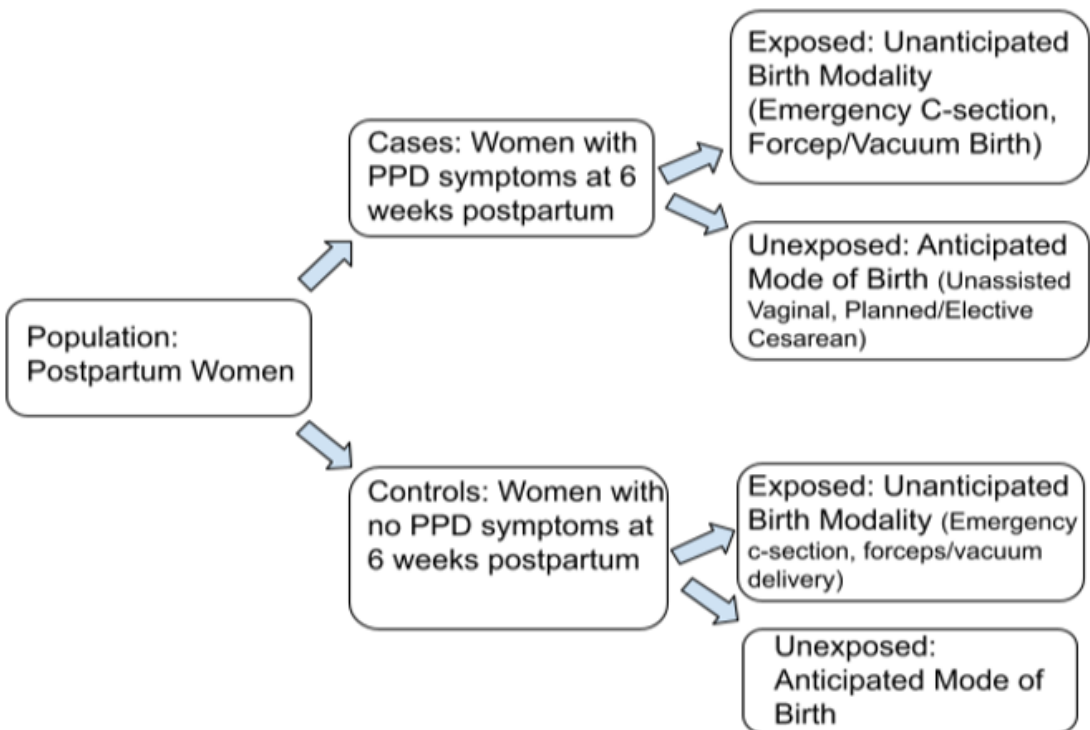 Exposed: Unanticipated
Birth Modality
(Emergency C-section,
Forcep/Vacuum Birth)
Cases: Women with
PPD symptoms at 6
weeks postpartum
Unexposed: Anticipated
Mode of Birth (Unassisted
Vaginal, Planned/Elective
Cesarean)
Population:
Postpartum Women
Controls: Women with
no PPD symptoms at
6 weeks postpartum
Exposed: Unanticipated
Birth Modality (Emergency
c-section, forceps/vacuum
delivery)
Unexposed:
Anticipated Mode of
Birth